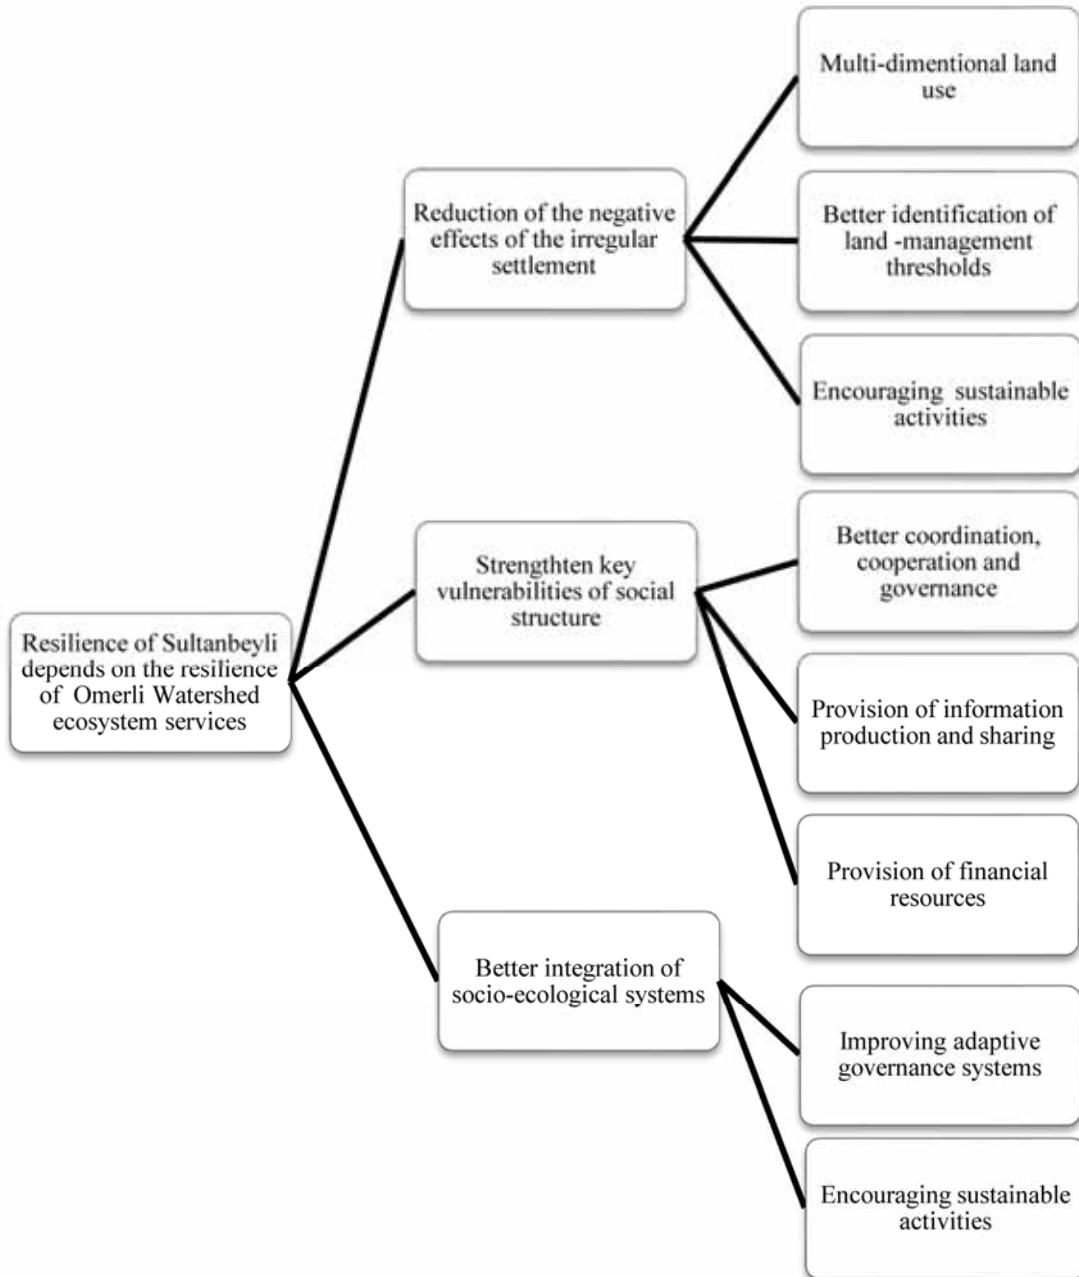 Multi-dimentional land
use
Reduction of the negative
effects of the irregular
settlement
Better identification of
land -management
thresholds
Encouraging sustainable
activities
Strengthten key
vulnerabilities of social
structure
Better coordination,
cooperation and
governance
Resilience of Sultanbeyli
depends on the resilience
of Omerli Watershed
ecosystem services
Provision of information
production and sharing
Provision of financial
resources
Better integration of
socio-ecological systems
Improving adaptive
governance systems
Encouraging sustainable
activities